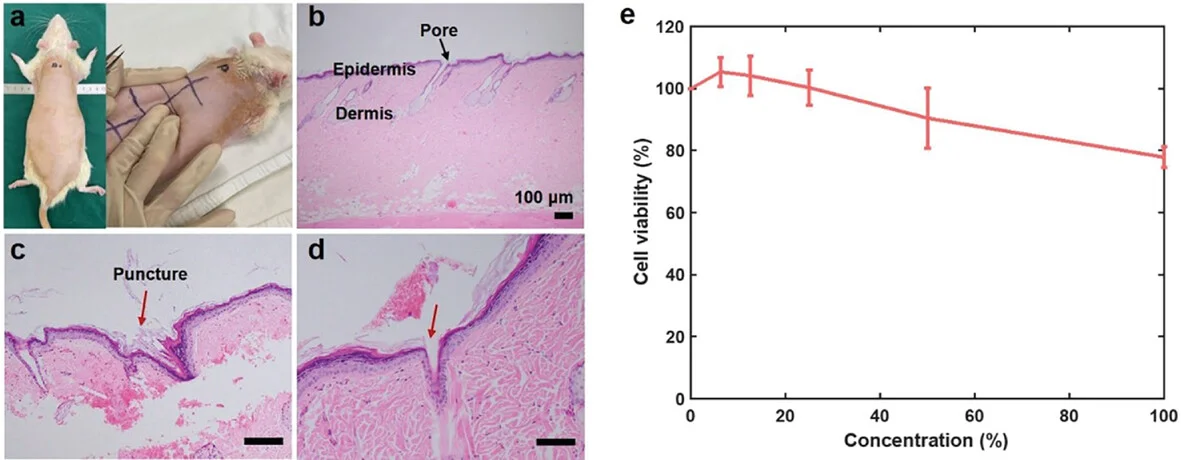 a
b
Pore
Epidermis
Dermis
100 μm
c
Puncture
d
e
120
100
80
60
40
20
0
Cell viability (%)
0 20 40 60 80 100
Concentration (%)